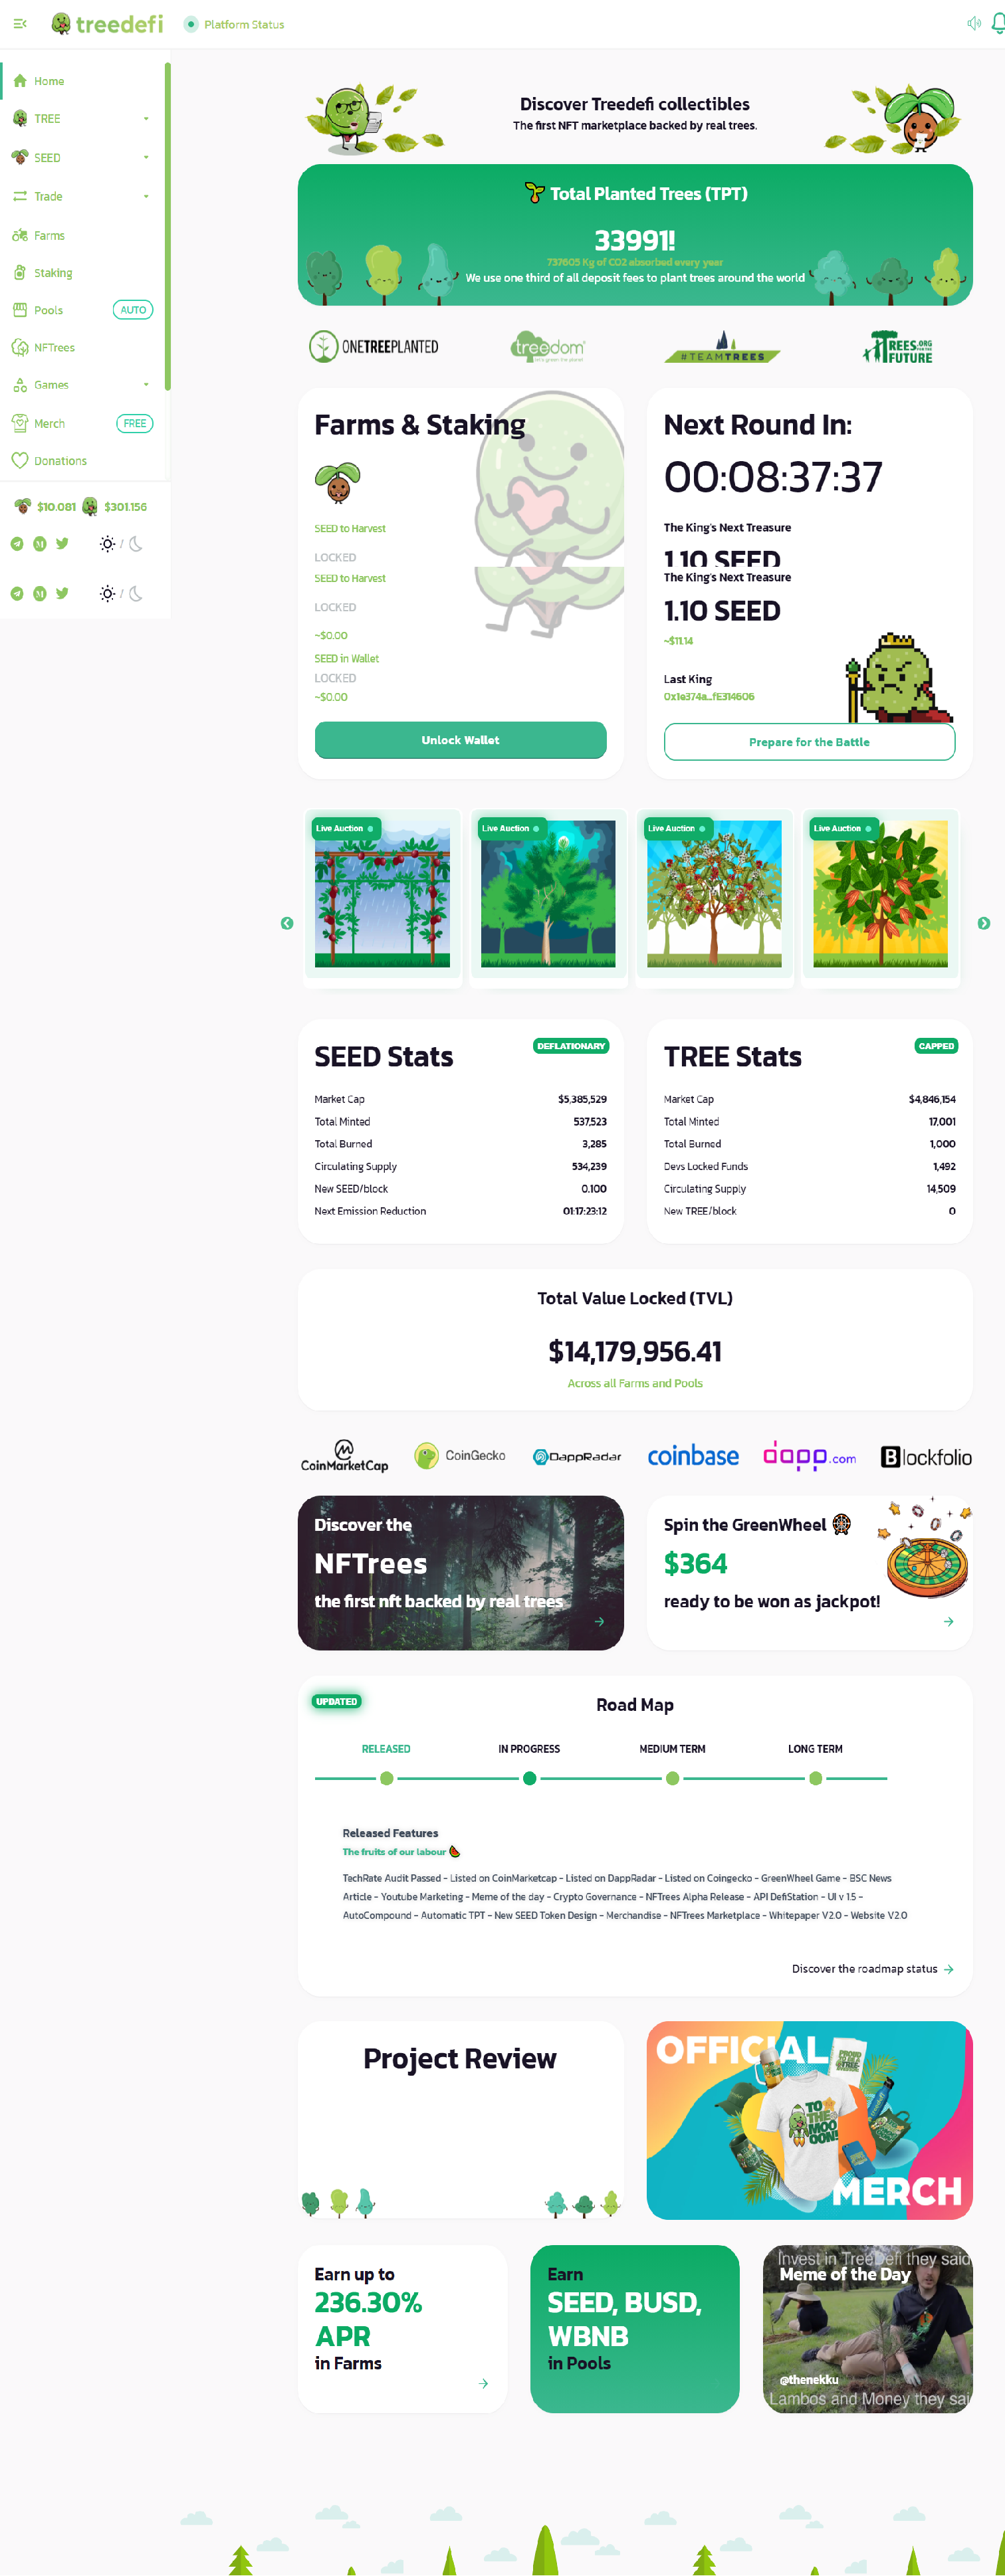 treedefi
Platform Status
Home
TREE
SEED
Trade
Farms
Staking
Pools
AUTO
NFTrees
Games
Merch
FREE
Donations
$10.081 $301.156
Discover Treedefi collectibles
The first NFT marketplace backed by real trees.
Total Planted Trees (TPT)
33991!
737605 Kg of CO2 absorbed every year
We use one third of all deposit fees to plant trees around the world
ONETREEPLANTED
treedom
let's green the planet
#TEAMTREES
TREES.ORG
FOR THE
FUTURE
Farms & Staking
SEED to Harvest
LOCKED
SEED to Harvest
LOCKED
~$0.00
SEED in Wallet
LOCKED
~$0.00
Unlock Wallet
Next Round In:
00:08:37:37
The King's Next Treasure
1.10 SEED
The King's Next Treasure
1.10 SEED
~$11.14
Last King
0x1e374a...fE314606
Prepare for the Battle
Live Auction
Live Auction
Live Auction
Live Auction
SEED Stats
DEFLATIONARY
Market Cap $5,385,529
Total Minted 537,523
Total Burned 3,285
Circulating Supply 534,239
New SEED/block 0.100
Next Emission Reduction 01:17:23:12
TREE Stats
CAPPED
Market Cap $4,846,154
Total Minted 17,001
Total Burned 1,000
Devs Locked Funds 1,492
Circulating Supply 14,509
New TREE/block 0
Total Value Locked (TVL)
$14,179,956.41
Across all Farms and Pools
CoinMarketCap
CoinGecko
DappRadar
coinbase
dapp.com
Blockfolio
Discover the
NFTrees
the first nft backed by real trees
Spin the GreenWheel
$364
ready to be won as jackpot!
UPDATED
Road Map
RELEASED
IN PROGRESS
MEDIUM TERM
LONG TERM
Released Features
The fruits of our labour
TechRate Audit Passed - Listed on CoinMarketcap - Listed on DappRadar - Listed on Coingecko - GreenWheel Game - BSC News
Article - Youtube Marketing - Meme of the day - Crypto Governance - NFTrees Alpha Release - API DefiStation - UI v 1.5 -
AutoCompound - Automatic TPT - New SEED Token Design - Merchandise - NFTrees Marketplace - Whitepaper V2.0 - Website V2.0
Discover the roadmap status
Project Review
OFFICIAL
TO
THE
MOO
OON!
MERCH
Earn up to
236.30%
APR
in Farms
Earn
SEED, BUSD,
WBNB
in Pools
Invest in TreeDefi they said
Meme of the Day
@thenekku
Lambos and Money they sai